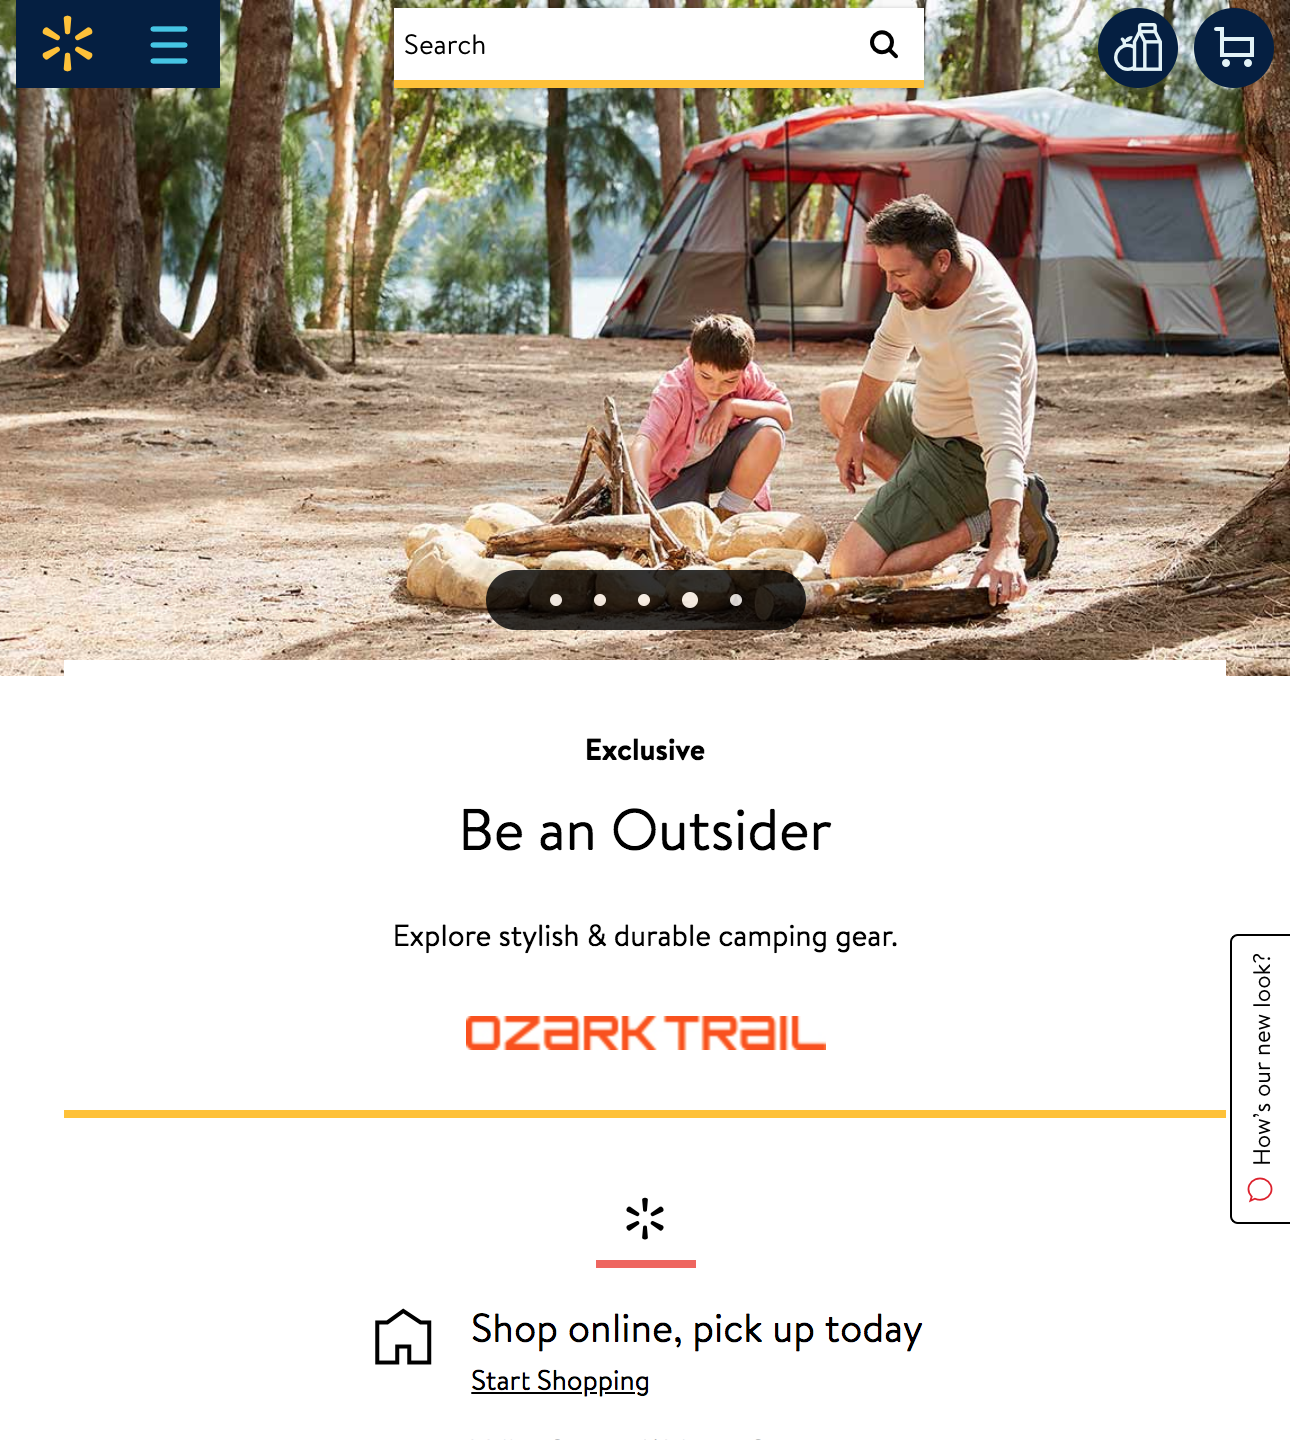 Search
Exclusive
Be an Outsider
Explore stylish & durable camping gear.
OZARK TRAIL
How's our new look?
Shop online, pick up today
Start Shopping